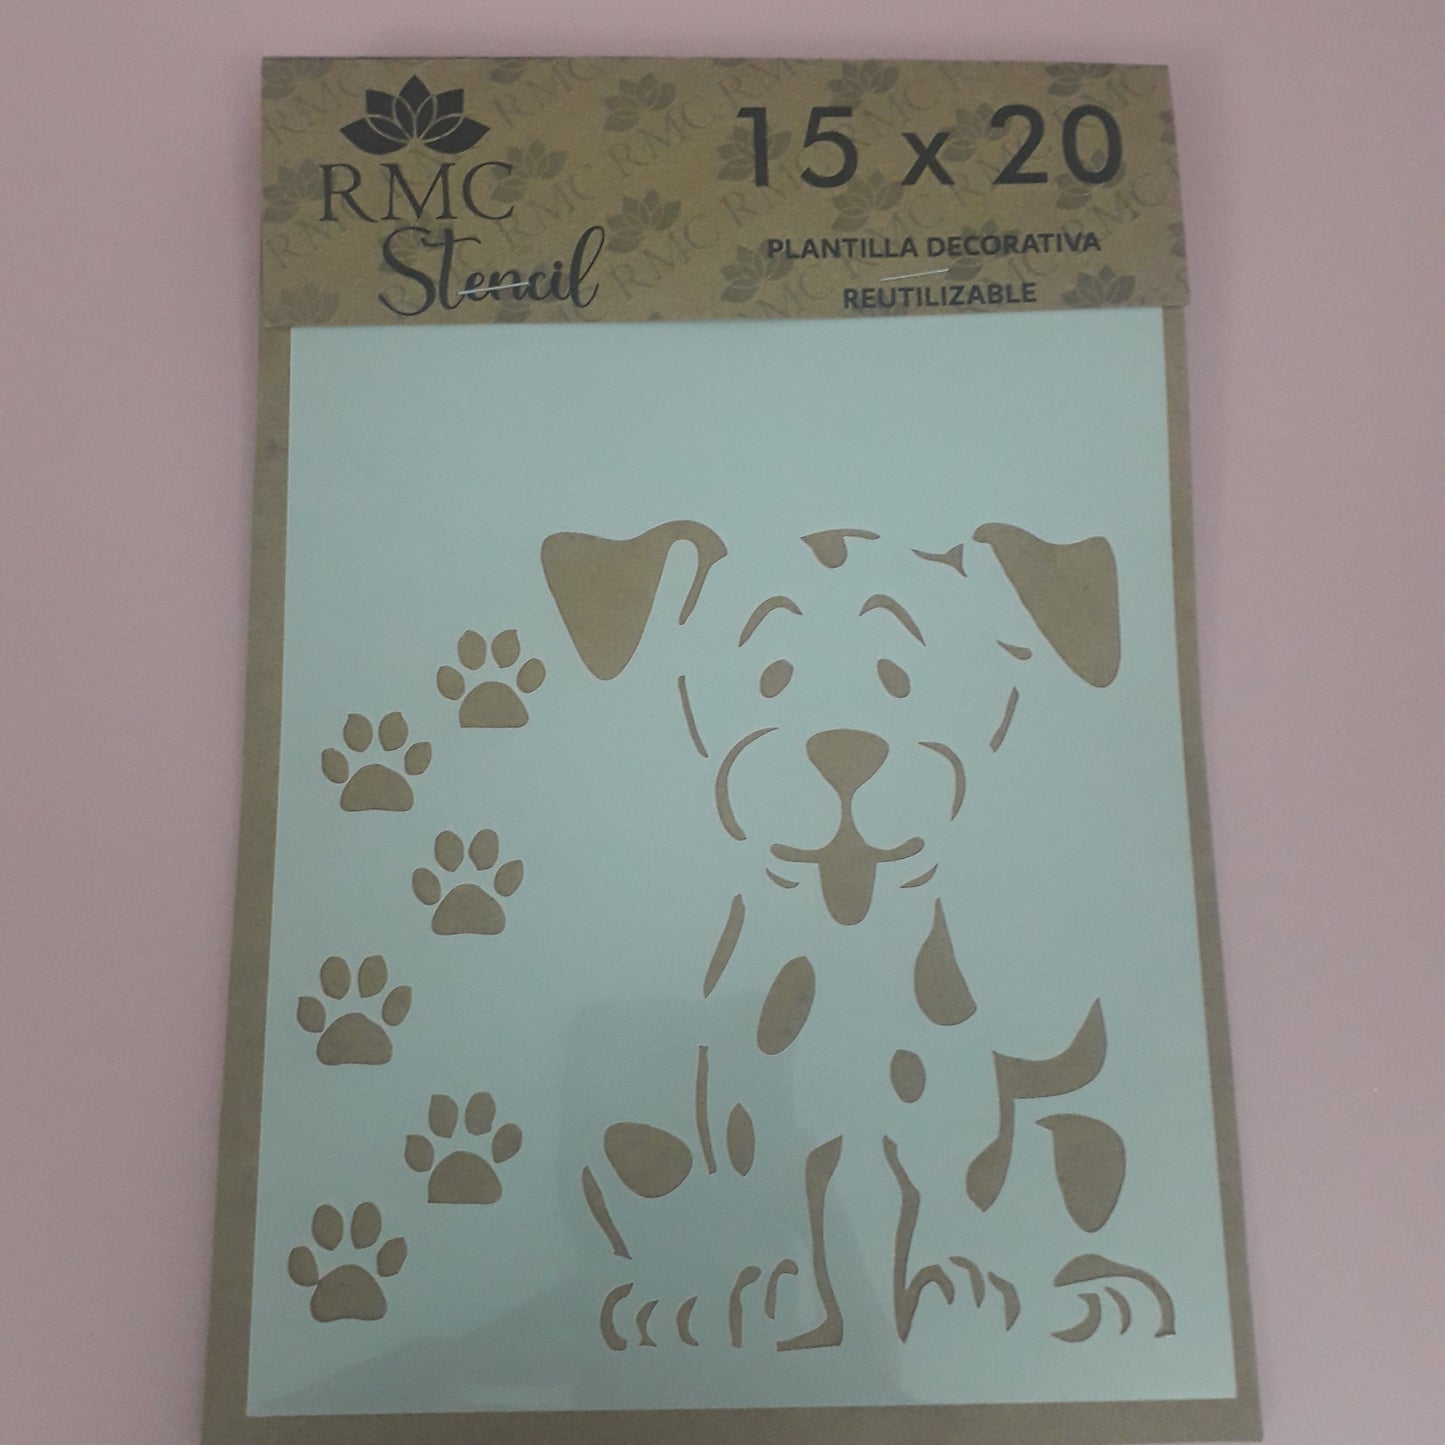 RMC
Stencil
15 x 20
PLANTILLA DECORATIVA
REUTILIZABLE